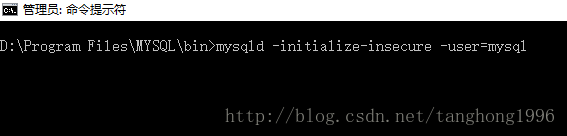 管理员: 命令提示符
D:\Program Files\MYSQL\bin>mysqld -initialize-insecure -user=mysql
http://blog.csdn.net/tanghong1996